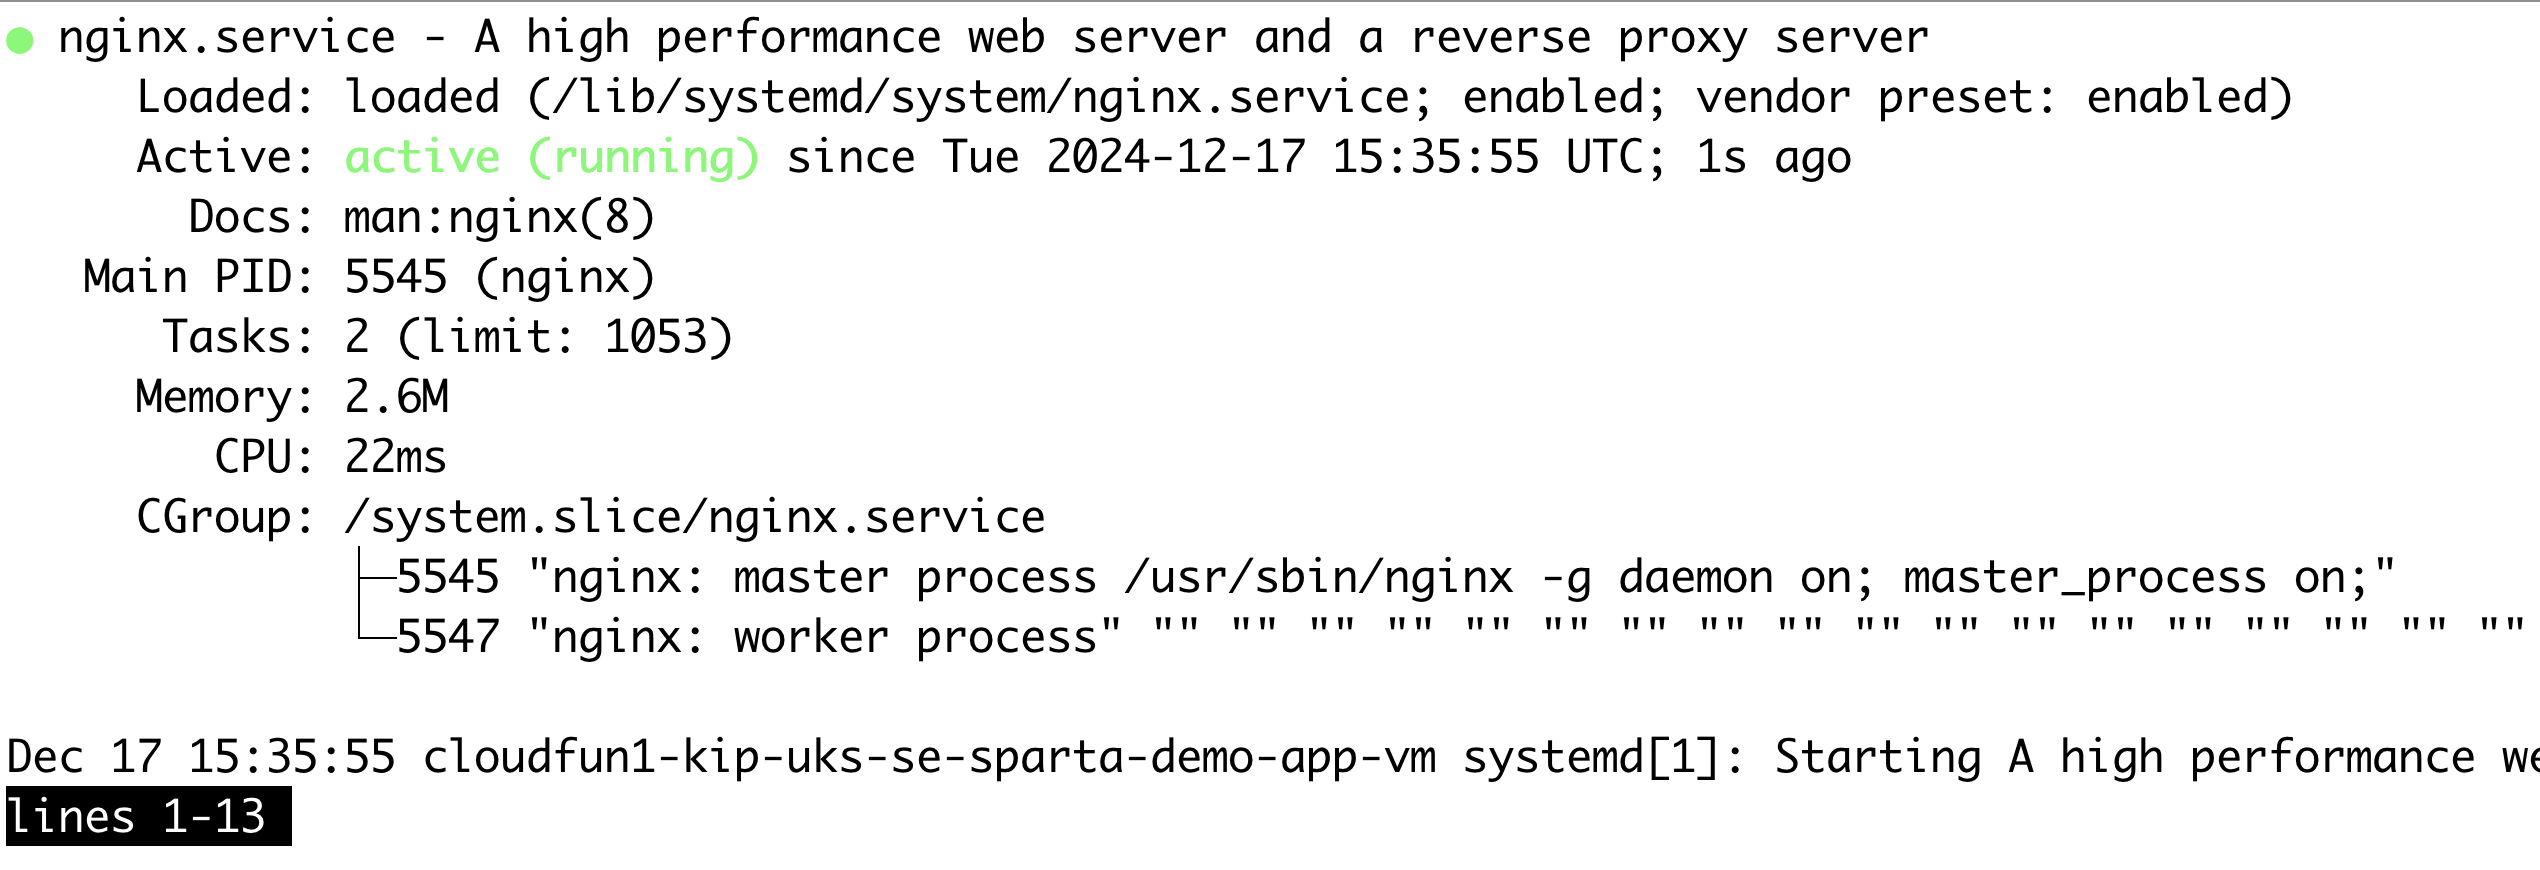 ● nginx.service - A high performance web server and a reverse proxy server
Loaded: loaded (/lib/systemd/system/nginx.service; enabled; vendor preset: enabled)
Active: active (running) since Tue 2024-12-17 15:35:55 UTC; 1s ago
Docs: man:nginx(8)
Main PID: 5545 (nginx)
Tasks: 2 (limit: 1053)
Memory: 2.6M
CPU: 22ms
CGroup: /system.slice/nginx.service
├─5545 "nginx: master process /usr/sbin/nginx -g daemon on; master_process on;"
└─5547 "nginx: worker process" "" "" "" "" "" "" "" "" "" "" "" "" "" "" "" "" "" ""
Dec 17 15:35:55 cloudfun1-kip-uks-se-sparta-demo-app-vm systemd[1]: Starting A high performance we
lines 1-13